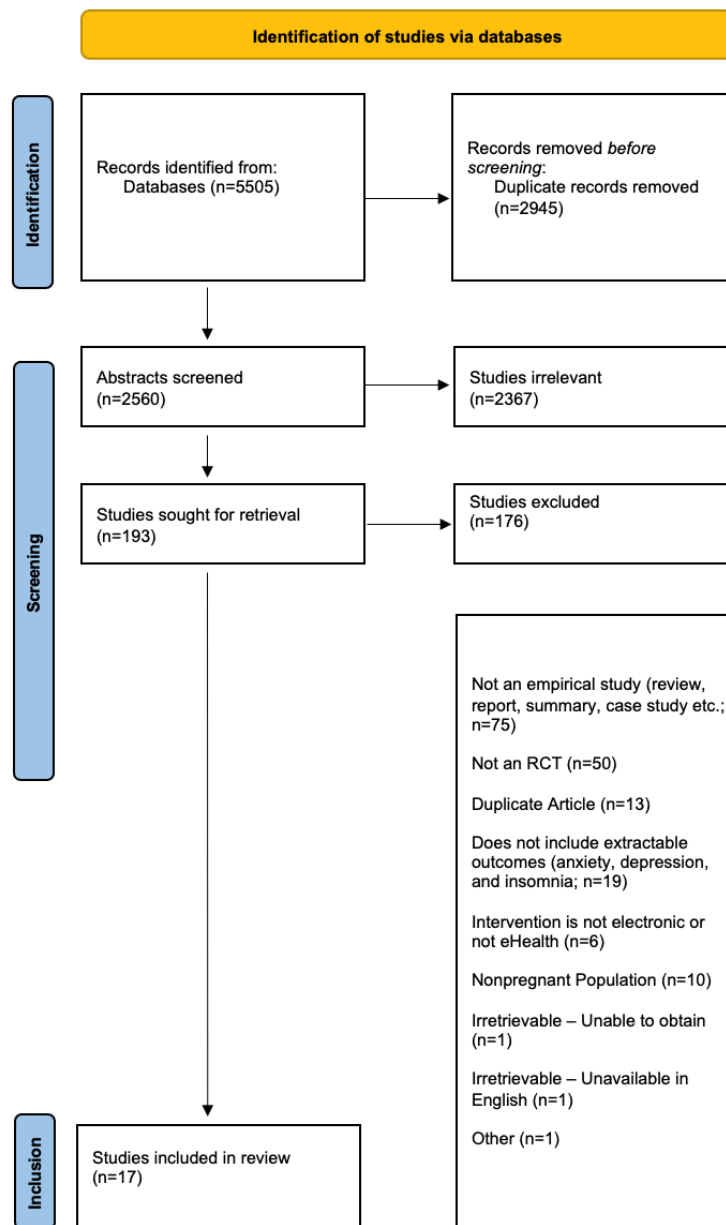 Identification of studies via databases
Identification
Records identified from:
Databases (n=5505)
Records removed before
screening:
Duplicate records removed
(n=2945)
Screening
Abstracts screened
(n=2560)
Studies irrelevant
(n=2367)
Studies sought for retrieval
(n=193)
Studies excluded
(n=176)
Not an empirical study (review,
report, summary, case study etc.;
n=75)
Not an RCT (n=50)
Duplicate Article (n=13)
Does not include extractable
outcomes (anxiety, depression,
and insomnia; n=19)
Intervention is not electronic or
not eHealth (n=6)
Nonpregnant Population (n=10)
Irretrievable – Unable to obtain
(n=1)
Irretrievable – Unavailable in
English (n=1)
Other (n=1)
Inclusion
Studies included in review
(n=17)